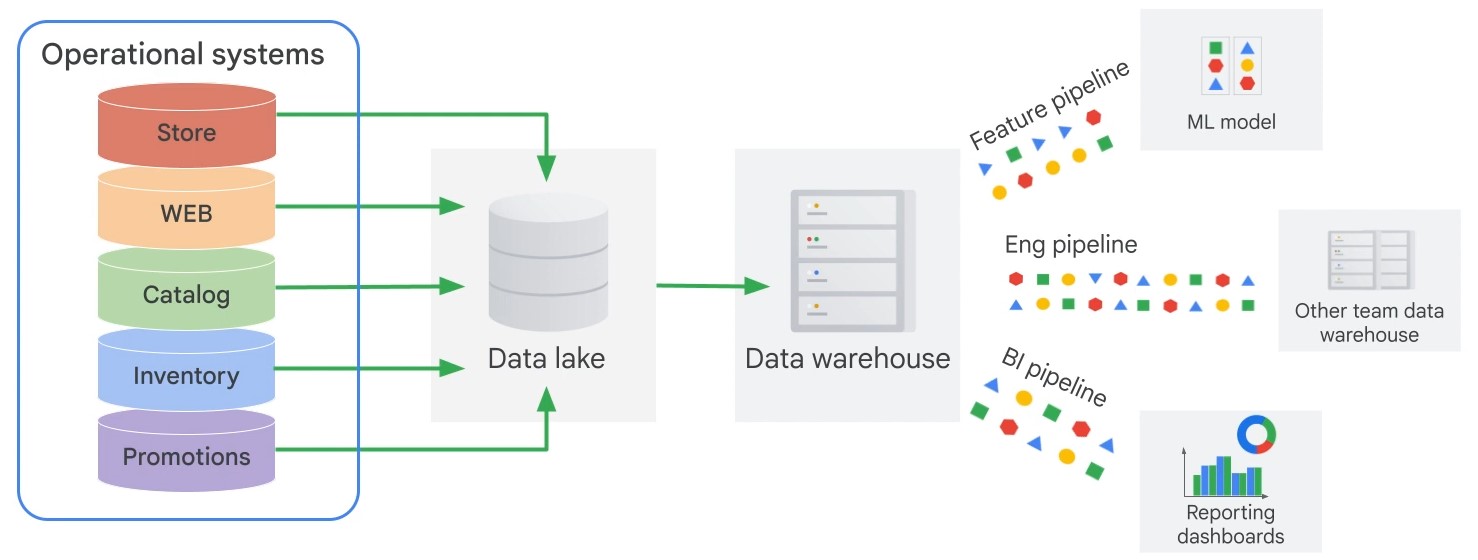 Operational systems
Store
WEB
Catalog
Inventory
Promotions
Data lake
Data warehouse
Feature pipeline
ML model
Eng pipeline
Other team data
warehouse
BI pipeline
Reporting
dashboards